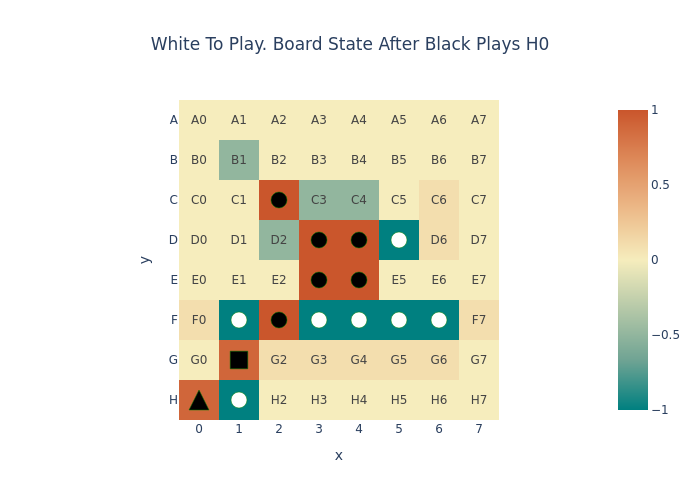 White To Play. Board State After Black Plays H0
A A0 A1 A2 A3 A4 A5 A6 A7
B B0 B1 B2 B3 B4 B5 B6 B7
C C0 C1 C3 C4 C5 C6 C7
D D0 D1 D2 D6 D7
E E0 E1 E2 E5 E6 E7
F F0 F7
G G0 G2 G3 G4 G5 G6 G7
H H2 H3 H4 H5 H6 H7
0 1 2 3 4 5 6 7
x
y
1
0.5
0
−0.5
−1